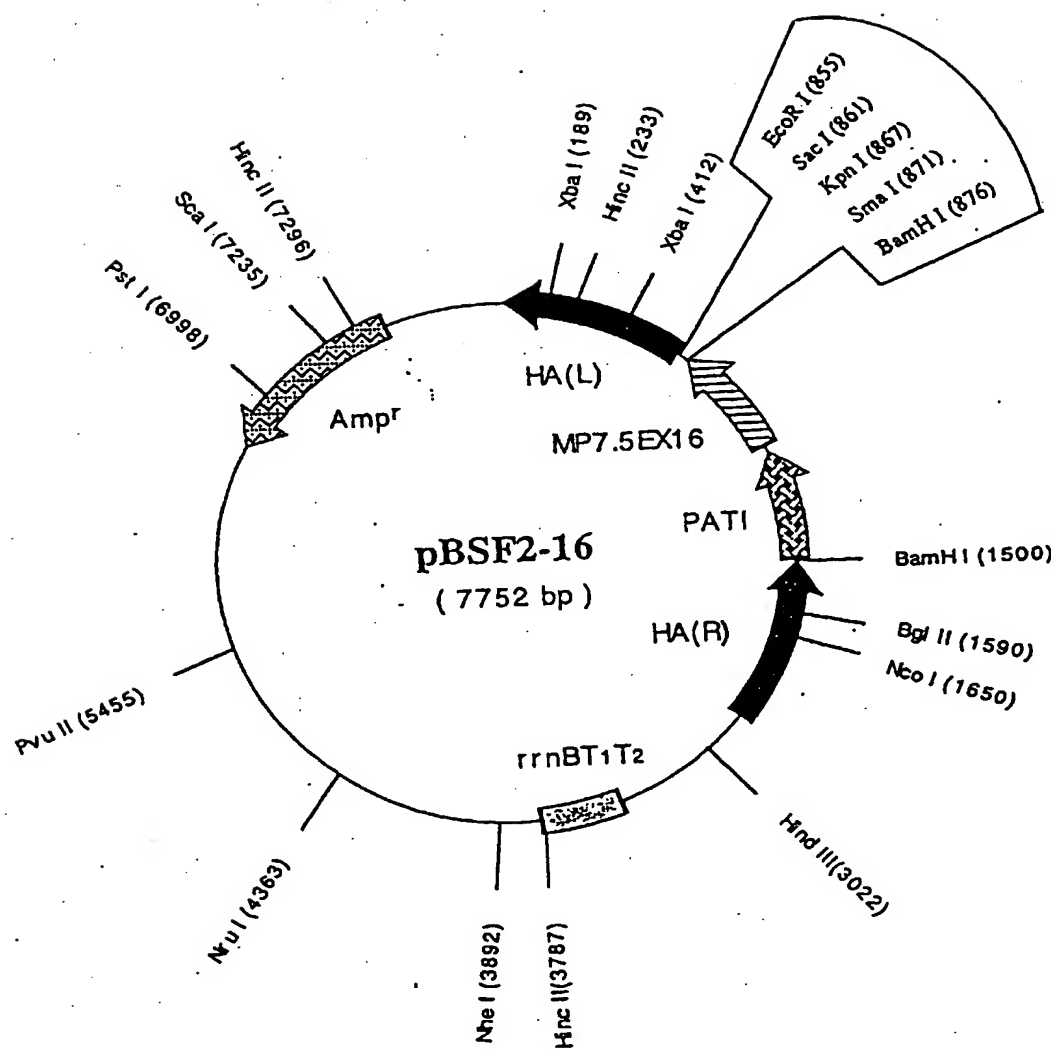 EcoR I (855)
Sac I (861)
Kpn I (867)
Sma I (871)
BamH I (876)
Xba I (189)
Hinc II (233)
Xba I (412)
Hinc II (7296)
Sca I (7235)
Pst I (6998)
HA(L)
Ampr
MP7.5EX16
PATI
pBSF2-16
( 7752 bp )
BamH I (1500)
HA(R)
Bgl II (1590)
Nco I (1650)
Pvu II (5455)
rrnBT1T2
Hind III(3022)
Nru I (4363)
Nhe I (3892)
Hinc II(3787)